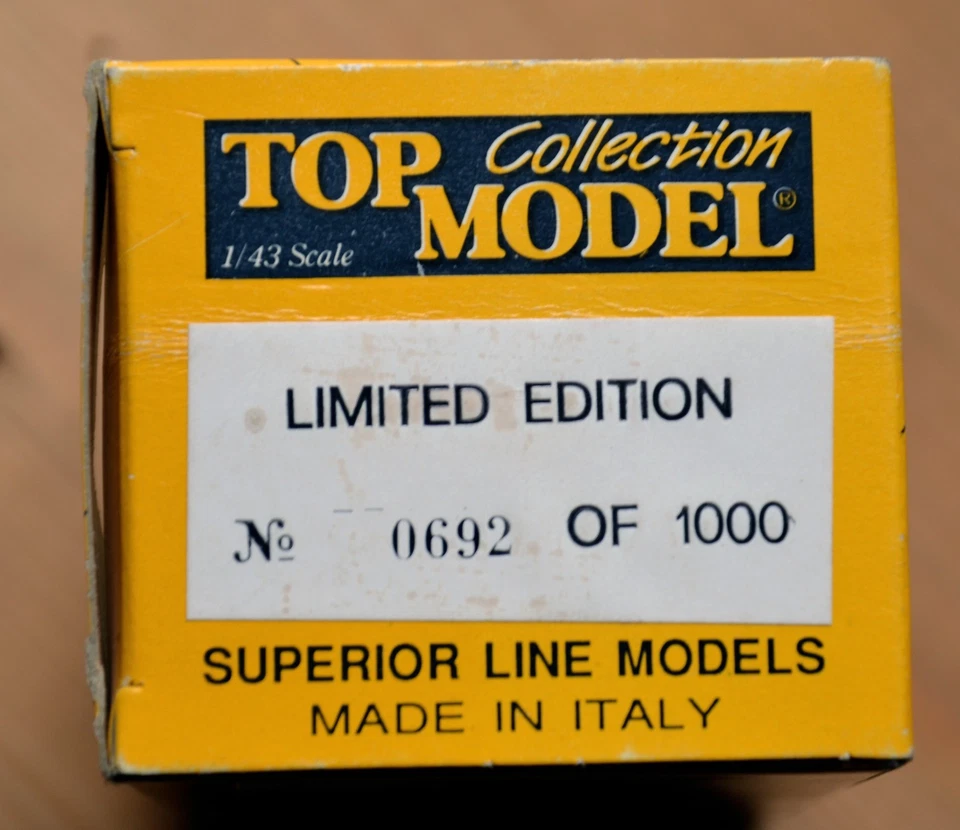 TOP Collection
MODEL®
1/43 Scale
LIMITED EDITION
№ 0692 OF 1000
SUPERIOR LINE MODELS
MADE IN ITALY